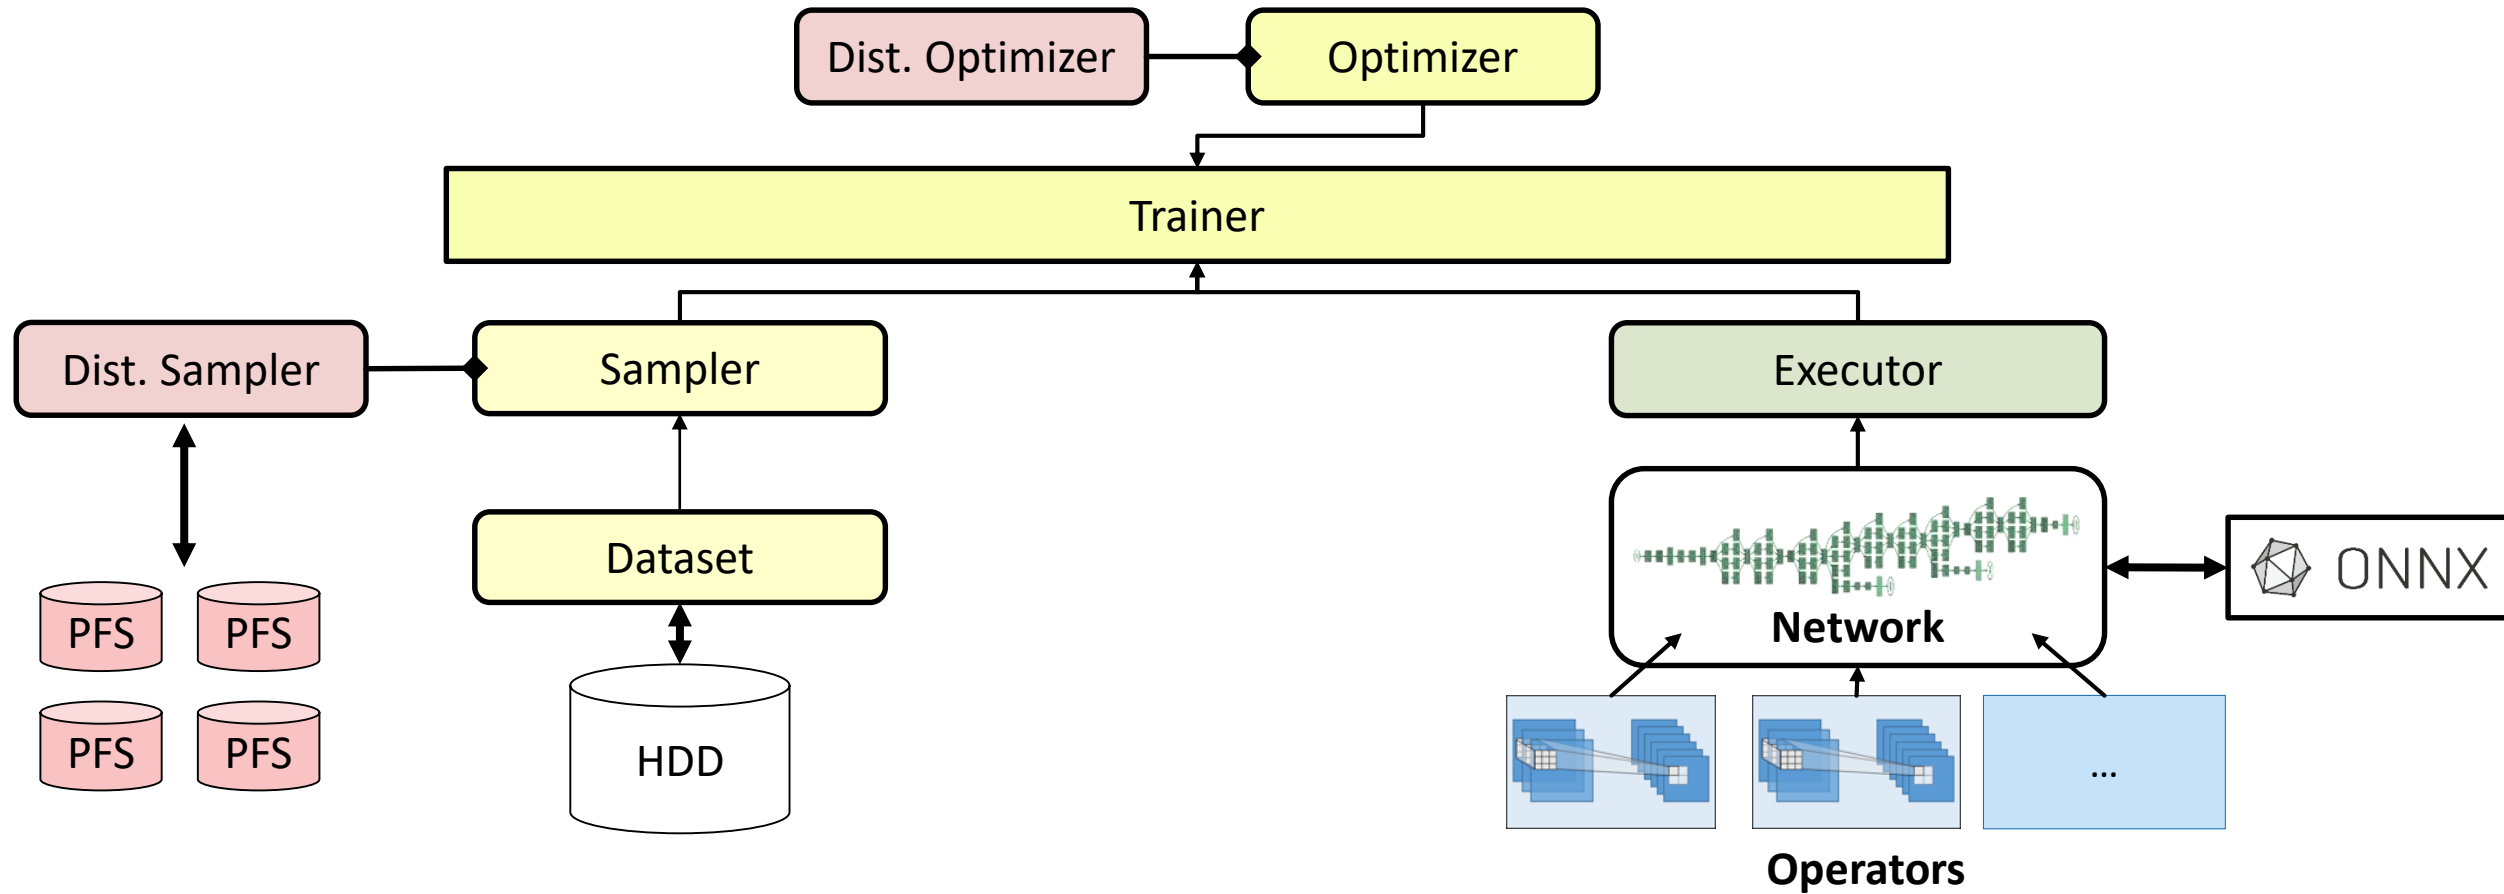 Dist. Optimizer
Optimizer
Trainer
Dist. Sampler
Sampler
Executor
Dataset
Network
ONNX
PFS
PFS
PFS
PFS
HDD
...
Operators